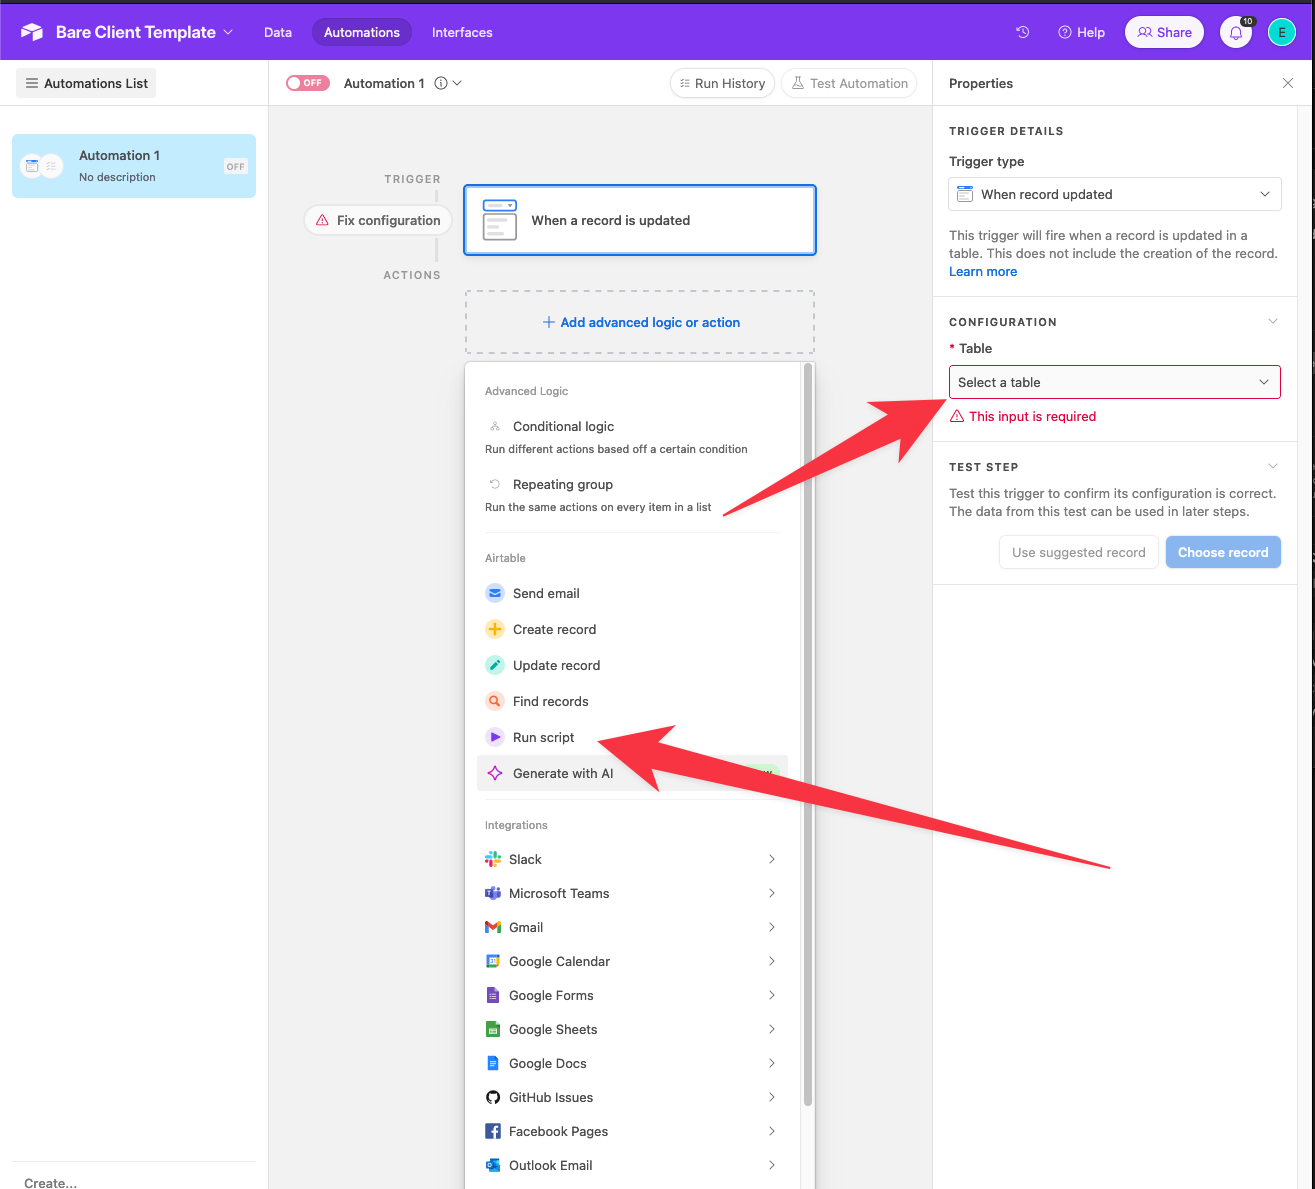 Bare Client Template
Data
Automations
Interfaces
Help
Share
10
E
Automations List
OFF
Automation 1
Run History
Test Automation
Properties
Automation 1
No description
OFF
TRIGGER
Fix configuration
When a record is updated
ACTIONS
Add advanced logic or action
Advanced Logic
Conditional logic
Run different actions based off a certain condition
Repeating group
Run the same actions on every item in a list
Airtable
Send email
Create record
Update record
Find records
Run script
Generate with AI
Integrations
Slack
Microsoft Teams
Gmail
Google Calendar
Google Forms
Google Sheets
Google Docs
GitHub Issues
Facebook Pages
Outlook Email
TRIGGER DETAILS
Trigger type
When record updated
This trigger will fire when a record is updated in a
table. This does not include the creation of the record.
Learn more
CONFIGURATION
* Table
Select a table
This input is required
TEST STEP
Test this trigger to confirm its configuration is correct.
The data from this test can be used in later steps.
Use suggested record
Choose record
Create...